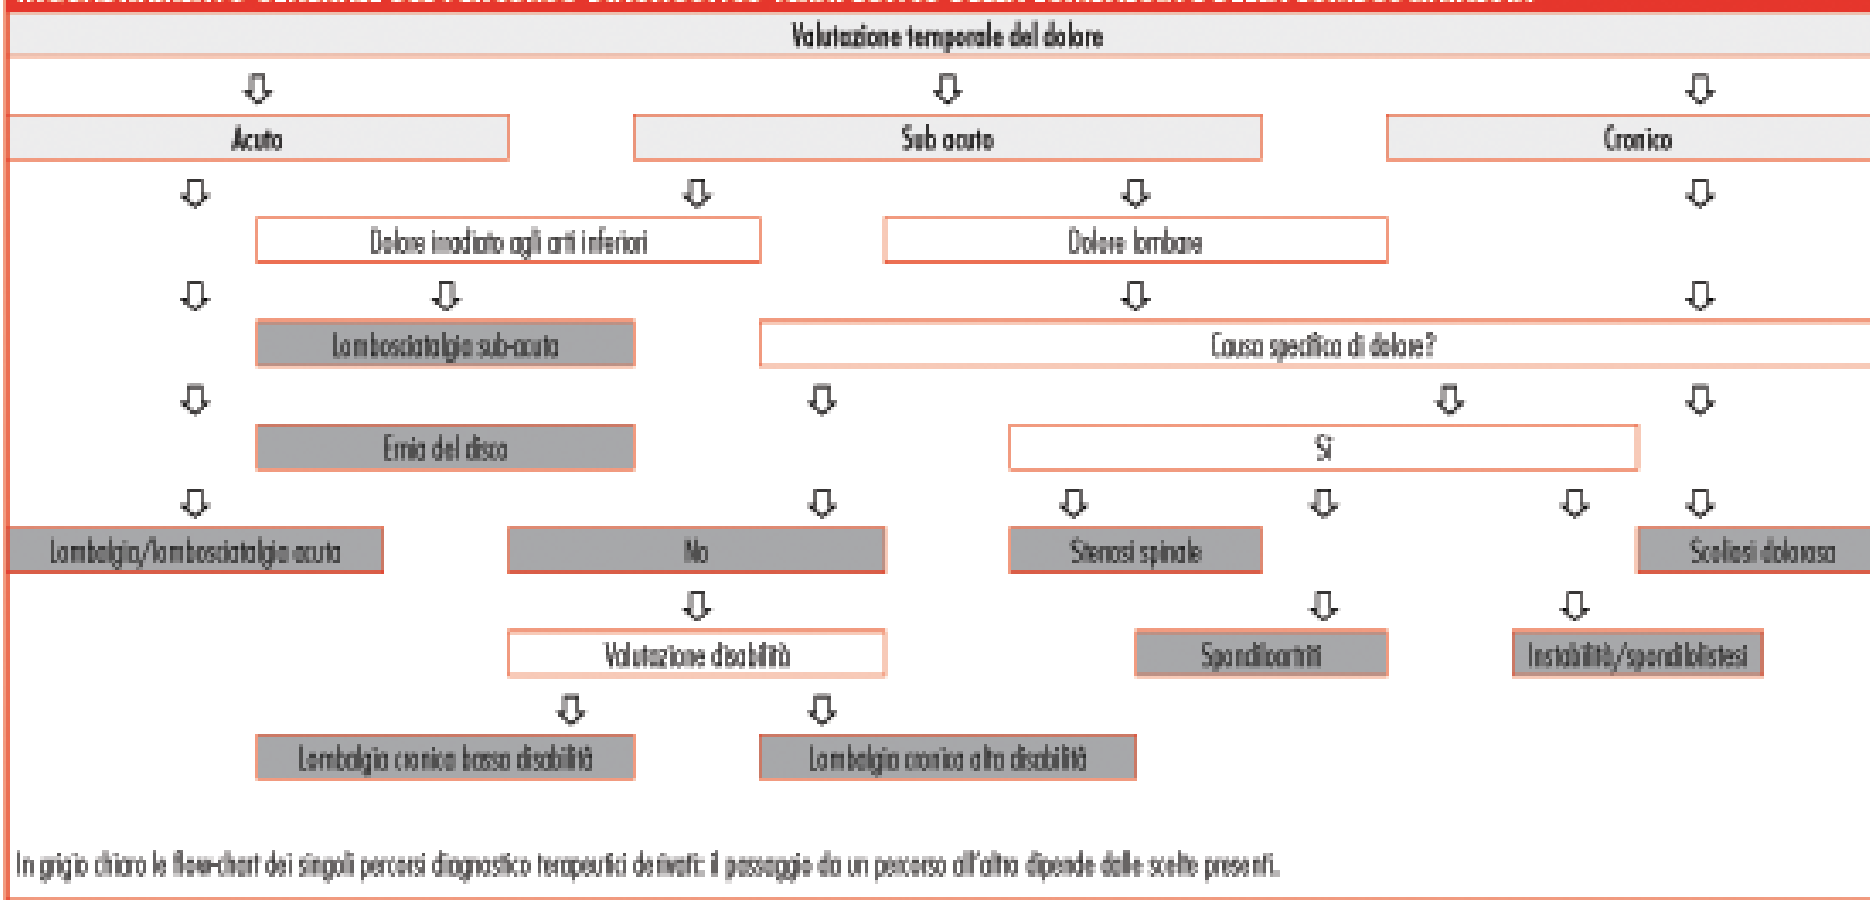 Valutazione temporale del dolore
Acuto
Sub acuto
Cronico
Dolore irradiato agli arti inferiori
Dolore lombare
Lombosciatalgia sub-acuta
Causa specifica di dolore?
Ernia del disco
Sì
Lombalgia/lombosciatalgia acuta
No
Stenosi spinale
Scoliosi dolorosa
Valutazione disabilità
Spondiloartriti
Instabilità/spondilolistesi
Lombalgia cronica bassa disabilità
Lombalgia cronica alta disabilità
In grigio chiaro le flow-chart dei singoli percorsi diagnostico terapeutici derivati: il passaggio da un percorso all'altro dipende dalle scelte presenti.